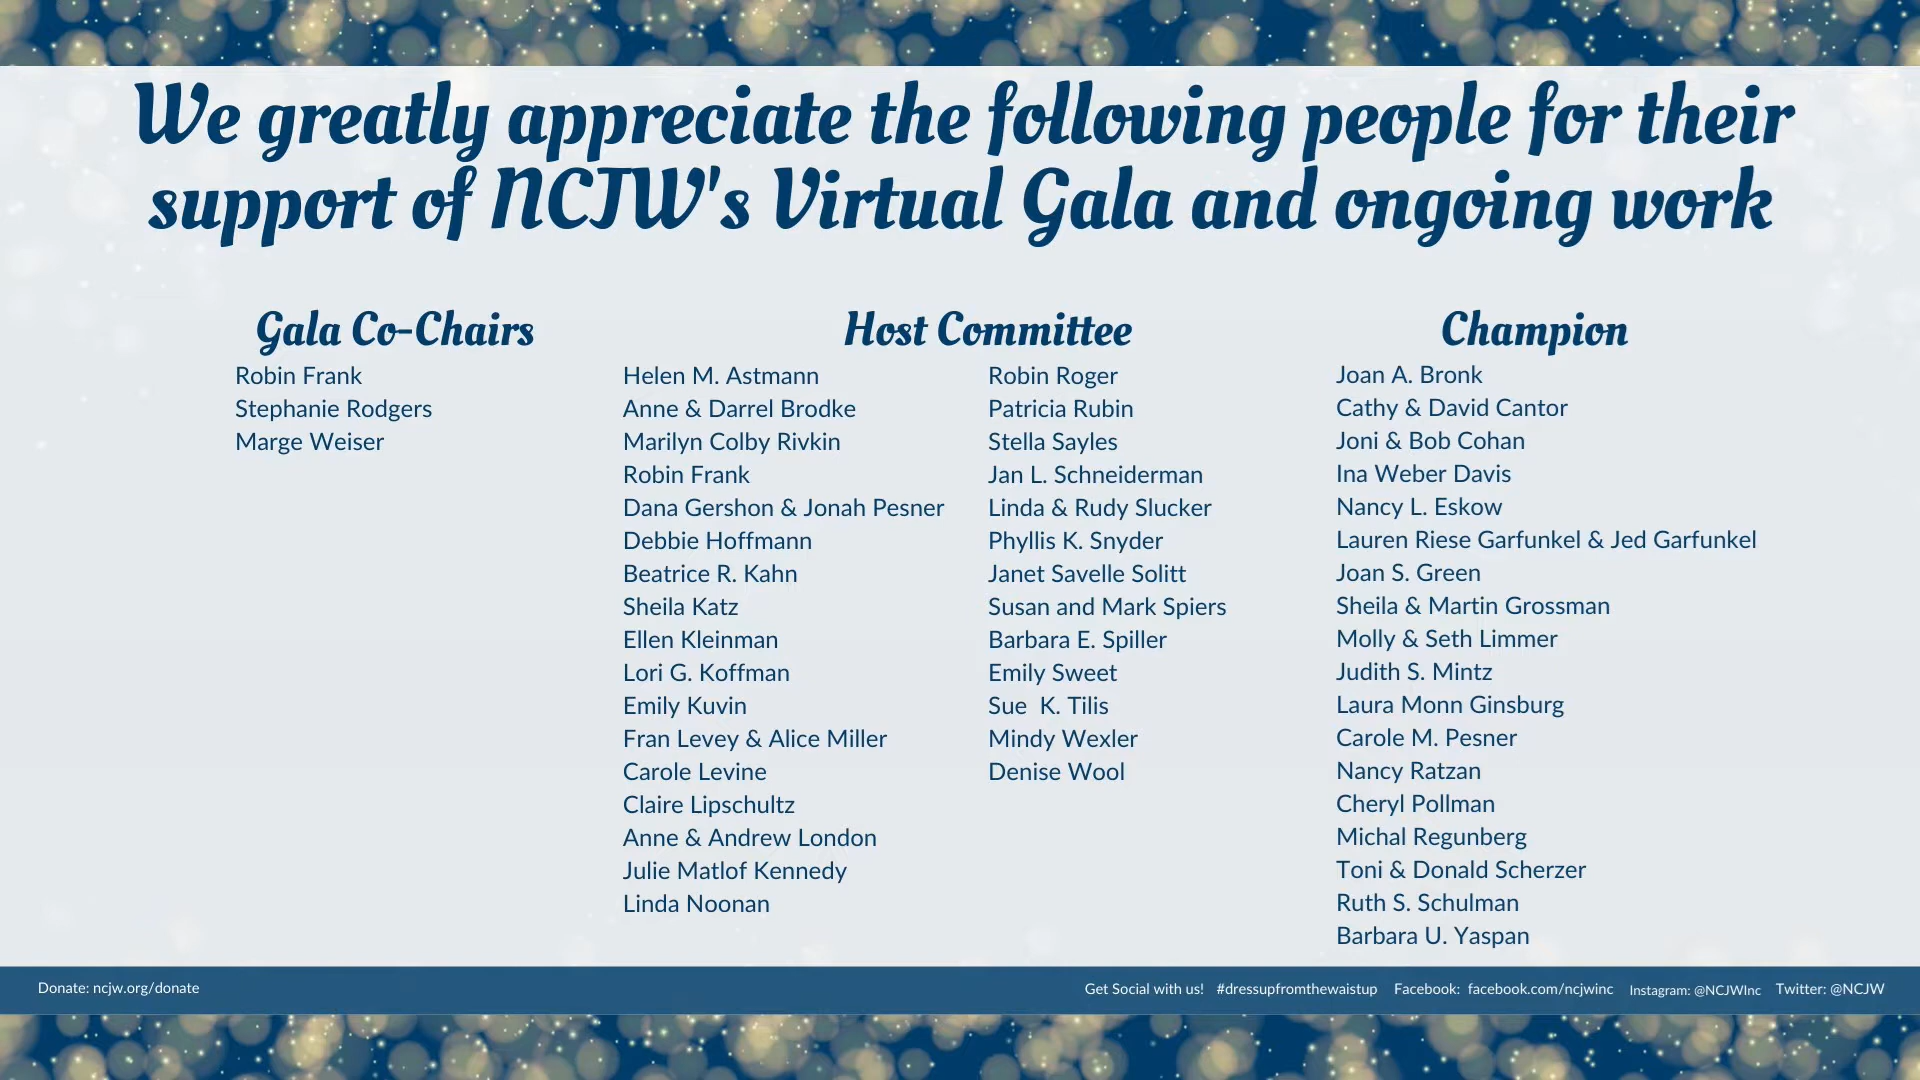 We greatly appreciate the following people for their
support of NCJW's Virtual Gala and ongoing work
Gala Co-Chairs
Robin Frank
Stephanie Rodgers
Marge Weiser
Host Committee
Helen M. Astmann
Anne & Darrel Brodke
Marilyn Colby Rivkin
Robin Frank
Dana Gershon & Jonah Pesner
Debbie Hoffmann
Beatrice R. Kahn
Sheila Katz
Ellen Kleinman
Lori G. Koffman
Emily Kuvin
Fran Levey & Alice Miller
Carole Levine
Claire Lipschultz
Anne & Andrew London
Julie Matlof Kennedy
Linda Noonan
Robin Roger
Patricia Rubin
Stella Sayles
Jan L. Schneiderman
Linda & Rudy Slucker
Phyllis K. Snyder
Janet Savelle Solitt
Susan and Mark Spiers
Barbara E. Spiller
Emily Sweet
Sue  K. Tilis
Mindy Wexler
Denise Wool
Champion
Joan A. Bronk
Cathy & David Cantor
Joni & Bob Cohan
Ina Weber Davis
Nancy L. Eskow
Lauren Riese Garfunkel & Jed Garfunkel
Joan S. Green
Sheila & Martin Grossman
Molly & Seth Limmer
Judith S. Mintz
Laura Monn Ginsburg
Carole M. Pesner
Nancy Ratzan
Cheryl Pollman
Michal Regunberg
Toni & Donald Scherzer
Ruth S. Schulman
Barbara U. Yaspan
Donate: ncjw.org/donate
Get Social with us! #dressupfromthewaistup Facebook: facebook.com/ncjwinc Instagram: @NCJWInc Twitter: @NCJW